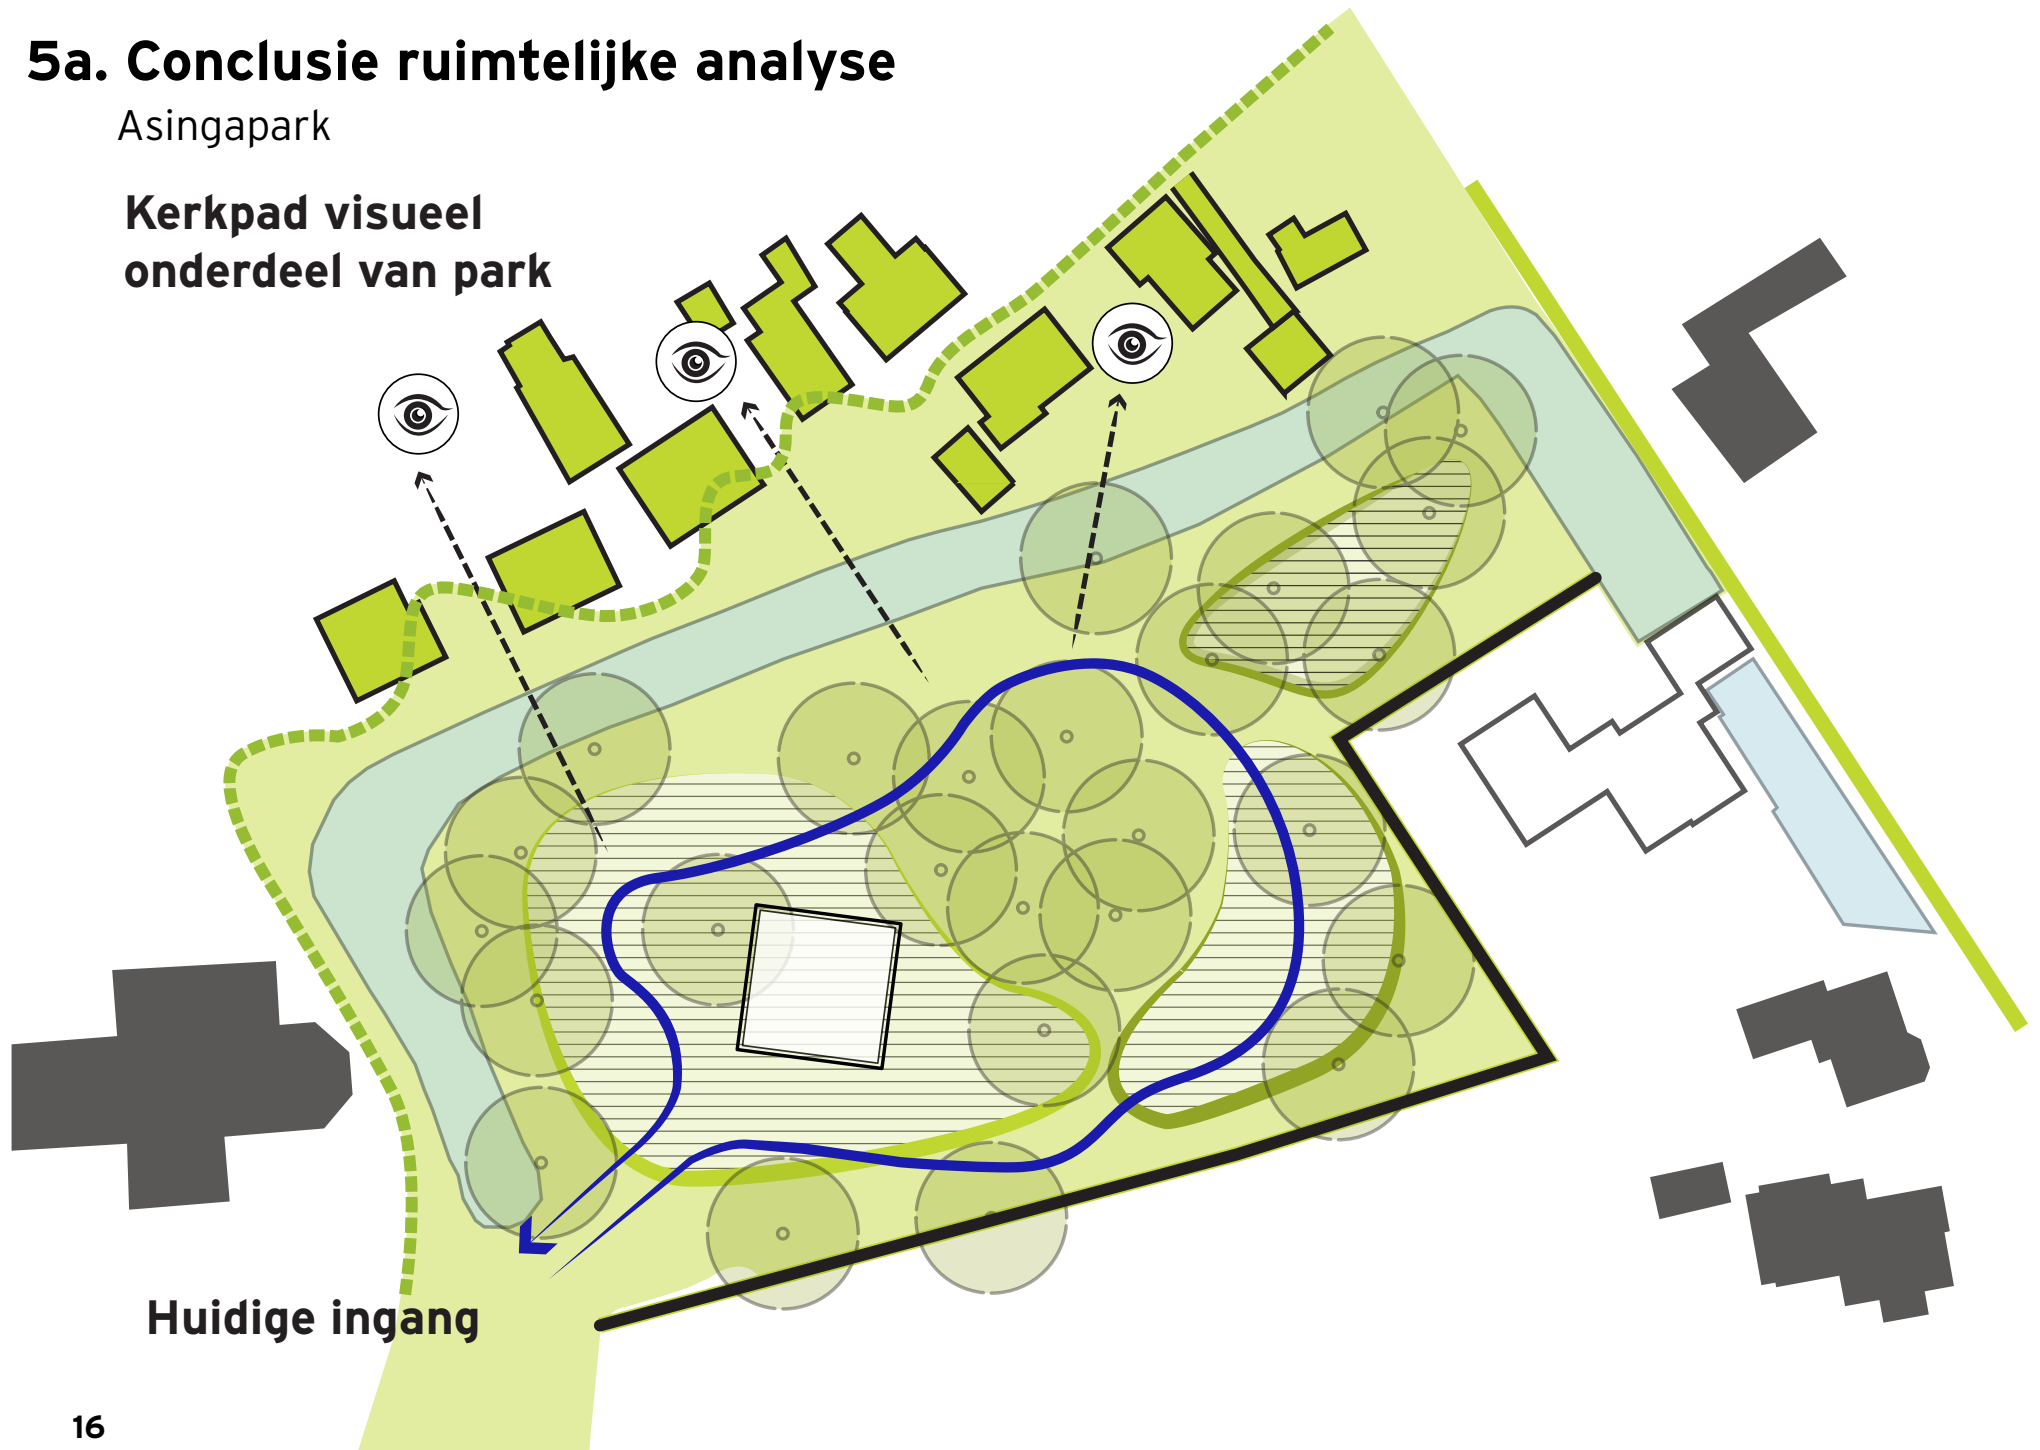 5a. Conclusie ruimtelijke analyse
Asingapark
Kerkpad visueel
onderdeel van park
Huidige ingang
16